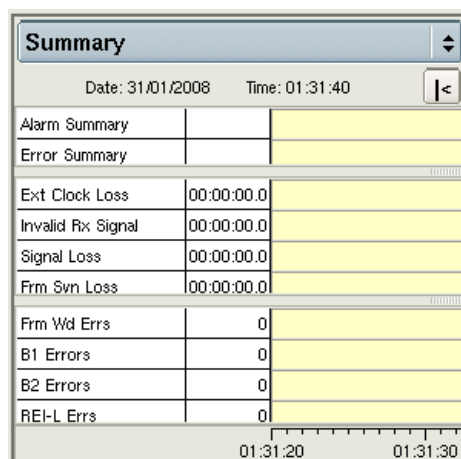 Summary
Date: 31/01/2008 Time: 01:31:40 |<
Alarm Summary
Error Summary
Ext Clock Loss 00:00:00.0
Invalid Rx Signal 00:00:00.0
Signal Loss 00:00:00.0
Frm Syn Loss 00:00:00.0
Frm Wd Errs 0
B1 Errors 0
B2 Errors 0
REI-L Errs 0
01:31:20 01:31:30